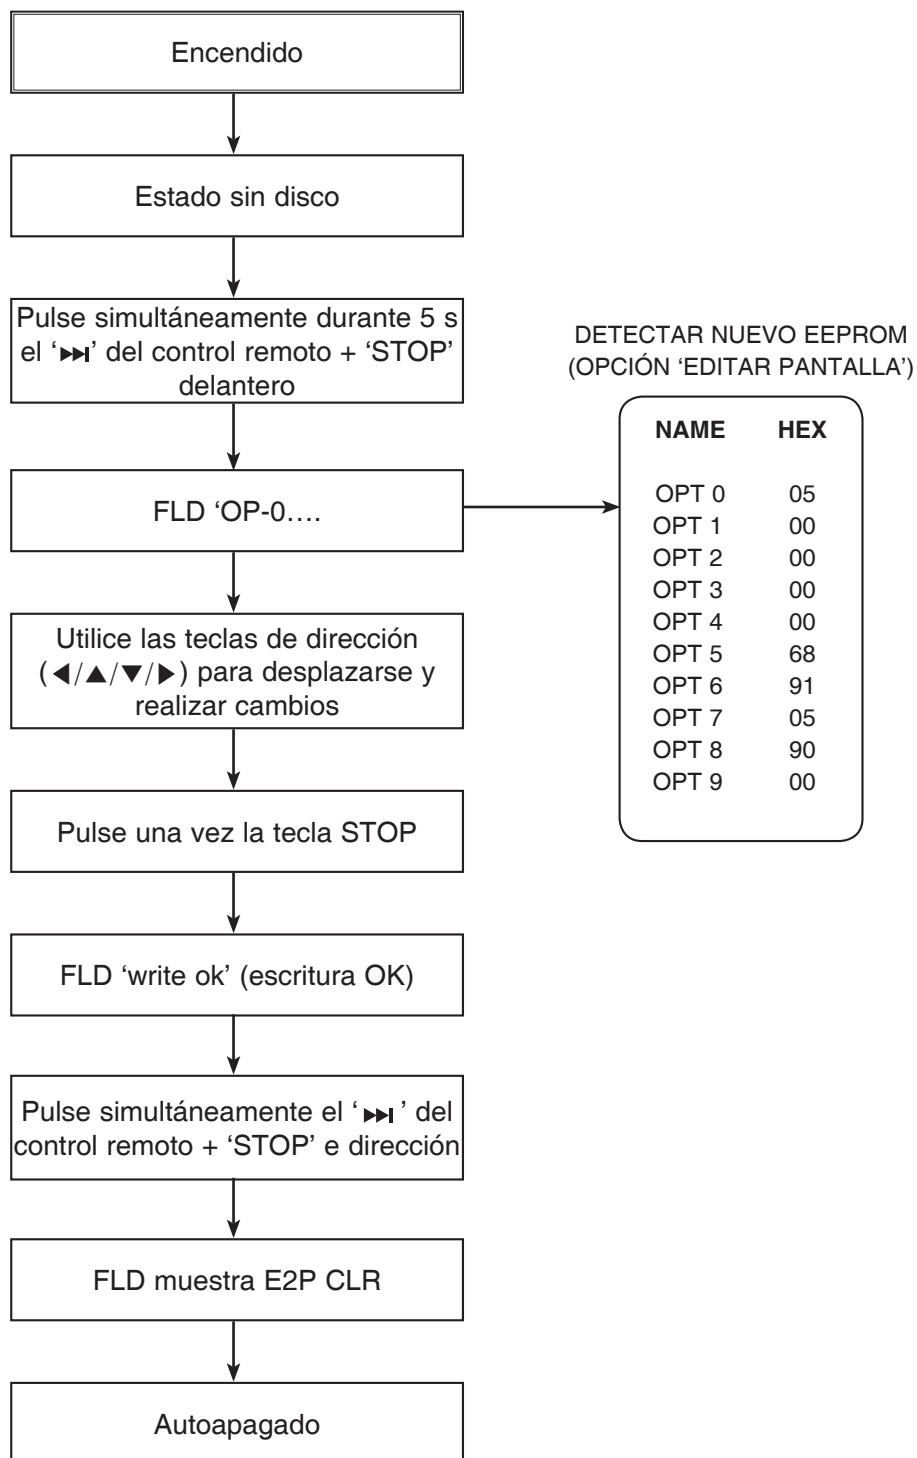 Encendido
Estado sin disco
Pulse simultáneamente durante 5 s
el ‘⏭’ del control remoto + ‘STOP’
delantero
FLD ‘OP-0….
Utilice las teclas de dirección
(◀/▲/▼/▶) para desplazarse y
realizar cambios
Pulse una vez la tecla STOP
FLD ‘write ok’ (escritura OK)
Pulse simultáneamente el ‘⏭’ del
control remoto + ‘STOP’ e dirección
FLD muestra E2P CLR
Autoapagado
DETECTAR NUEVO EEPROM
(OPCIÓN ‘EDITAR PANTALLA’)
NAME HEX
OPT 0 05
OPT 1 00
OPT 2 00
OPT 3 00
OPT 4 00
OPT 5 68
OPT 6 91
OPT 7 05
OPT 8 90
OPT 9 00